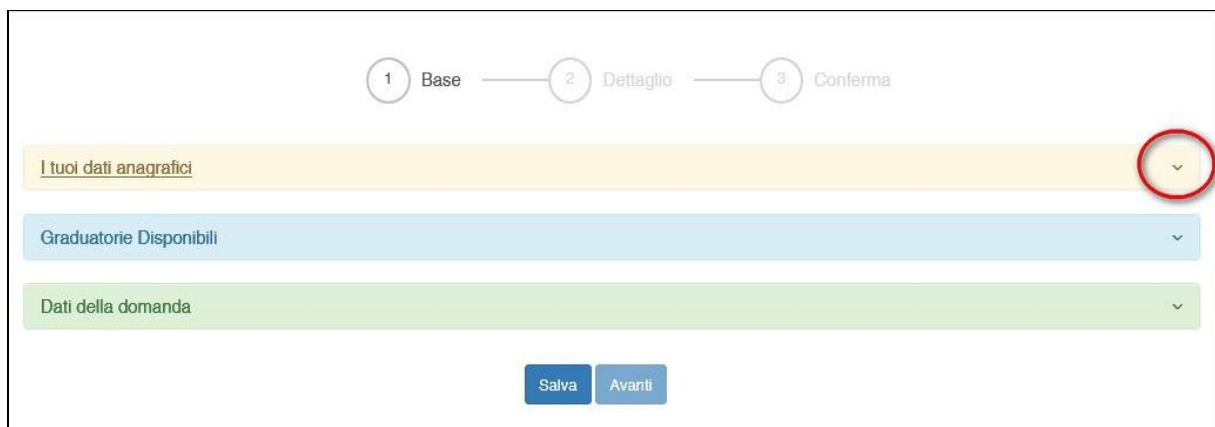 1 Base 2 Dettaglio 3 Conferma
I tuoi dati anagrafici
Graduatorie Disponibili
Dati della domanda
Salva Avanti